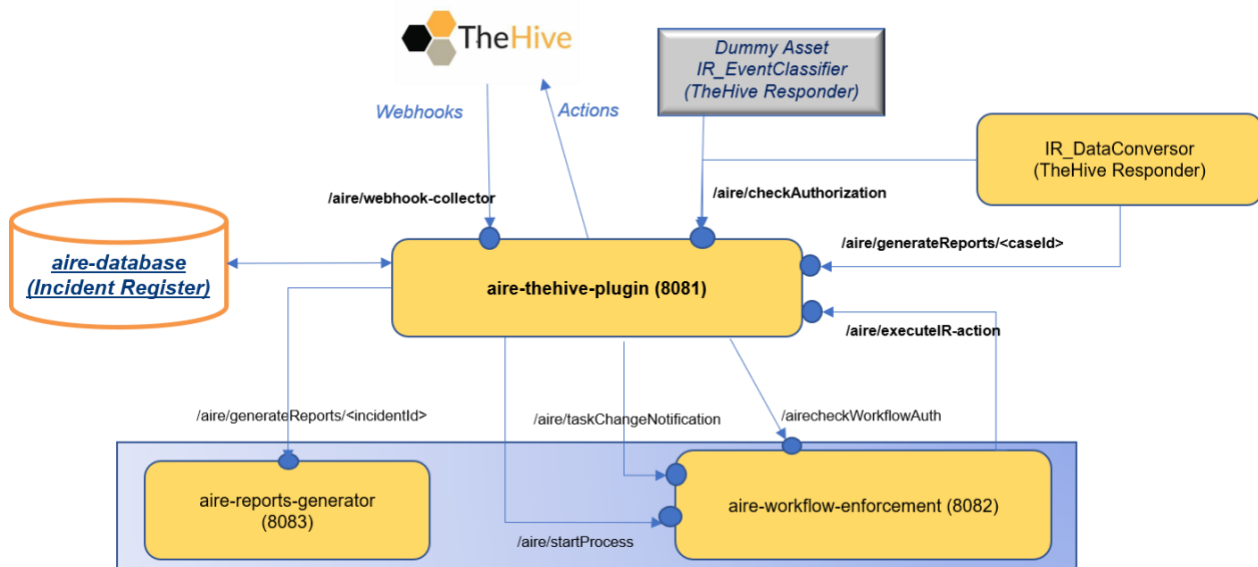 TheHive
Dummy Asset
IR_EventClassifier
(TheHive Responder)
Webhooks
Actions
IR_DataConversor
(TheHive Responder)
/aire/webhook-collector
/aire/checkAuthorization
/aire/generateReports/<caseId>
aire-database
(Incident Register)
aire-thehive-plugin (8081)
/aire/executeIR-action
/aire/generateReports/<incidentId>
/aire/taskChangeNotification
/airecheckWorkflowAuth
aire-reports-generator
(8083)
aire-workflow-enforcement (8082)
/aire/startProcess